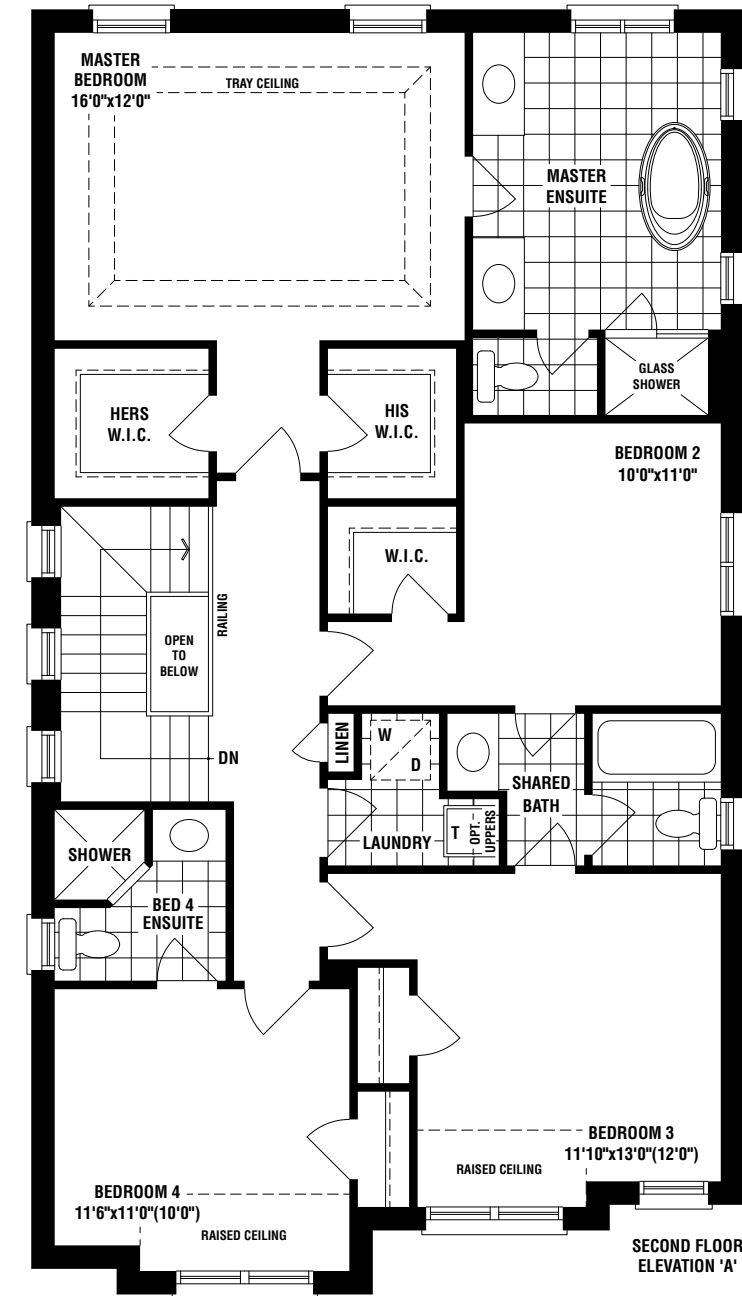 MASTER
BEDROOM
16'0"x12'0"
TRAY CEILING
MASTER
ENSUITE
GLASS
SHOWER
HERS
W.I.C.
HIS
W.I.C.
BEDROOM 2
10'0"x11'0"
W.I.C.
RAILING
OPEN
TO
BELOW
DN
LINEN
W
D
SHARED
BATH
LAUNDRY
T
OPT.
UPPERS
SHOWER
BED 4
ENSUITE
BEDROOM 3
11'10"x13'0"(12'0")
RAISED CEILING
BEDROOM 4
11'6"x11'0"(10'0")
RAISED CEILING
SECOND FLOOR
ELEVATION 'A'